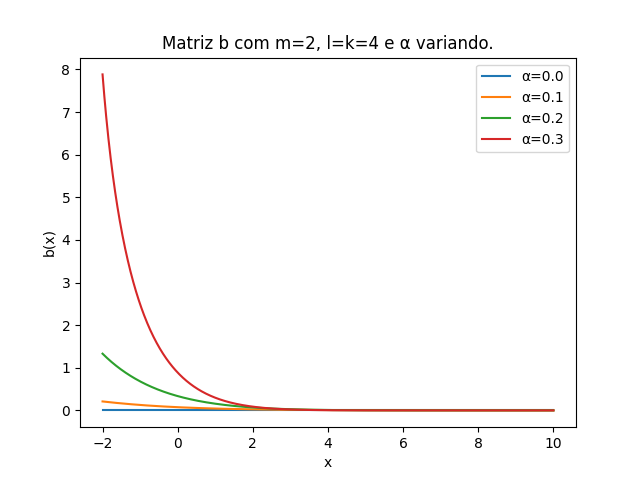 Matriz b com m=2, l=k=4 e α variando.
α=0.0
α=0.1
α=0.2
α=0.3
b(x)
8
7
6
5
4
3
2
1
0
−2
0
2
4
6
8
10
x